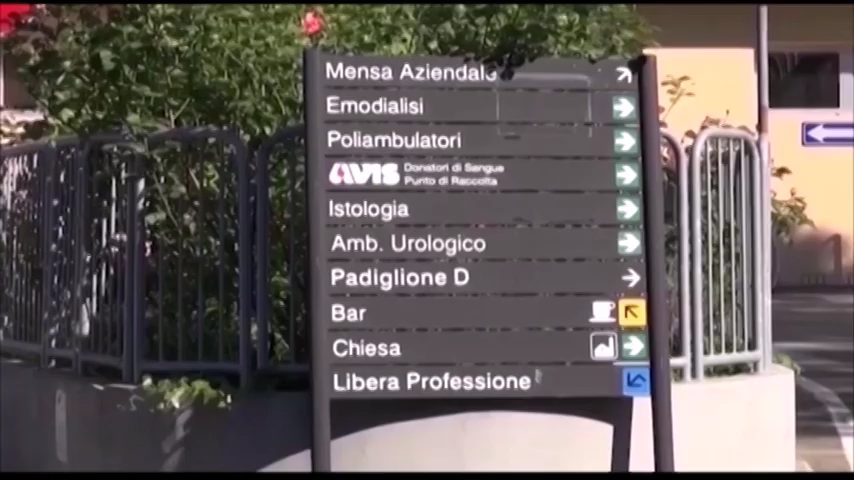 Mensa Aziendale
Emodialisi
Poliambulatori
AVIS Donatori di Sangue
Punto di Raccolta
Istologia
Amb. Urologico
Padiglione D
Bar
Chiesa
Libera Professione